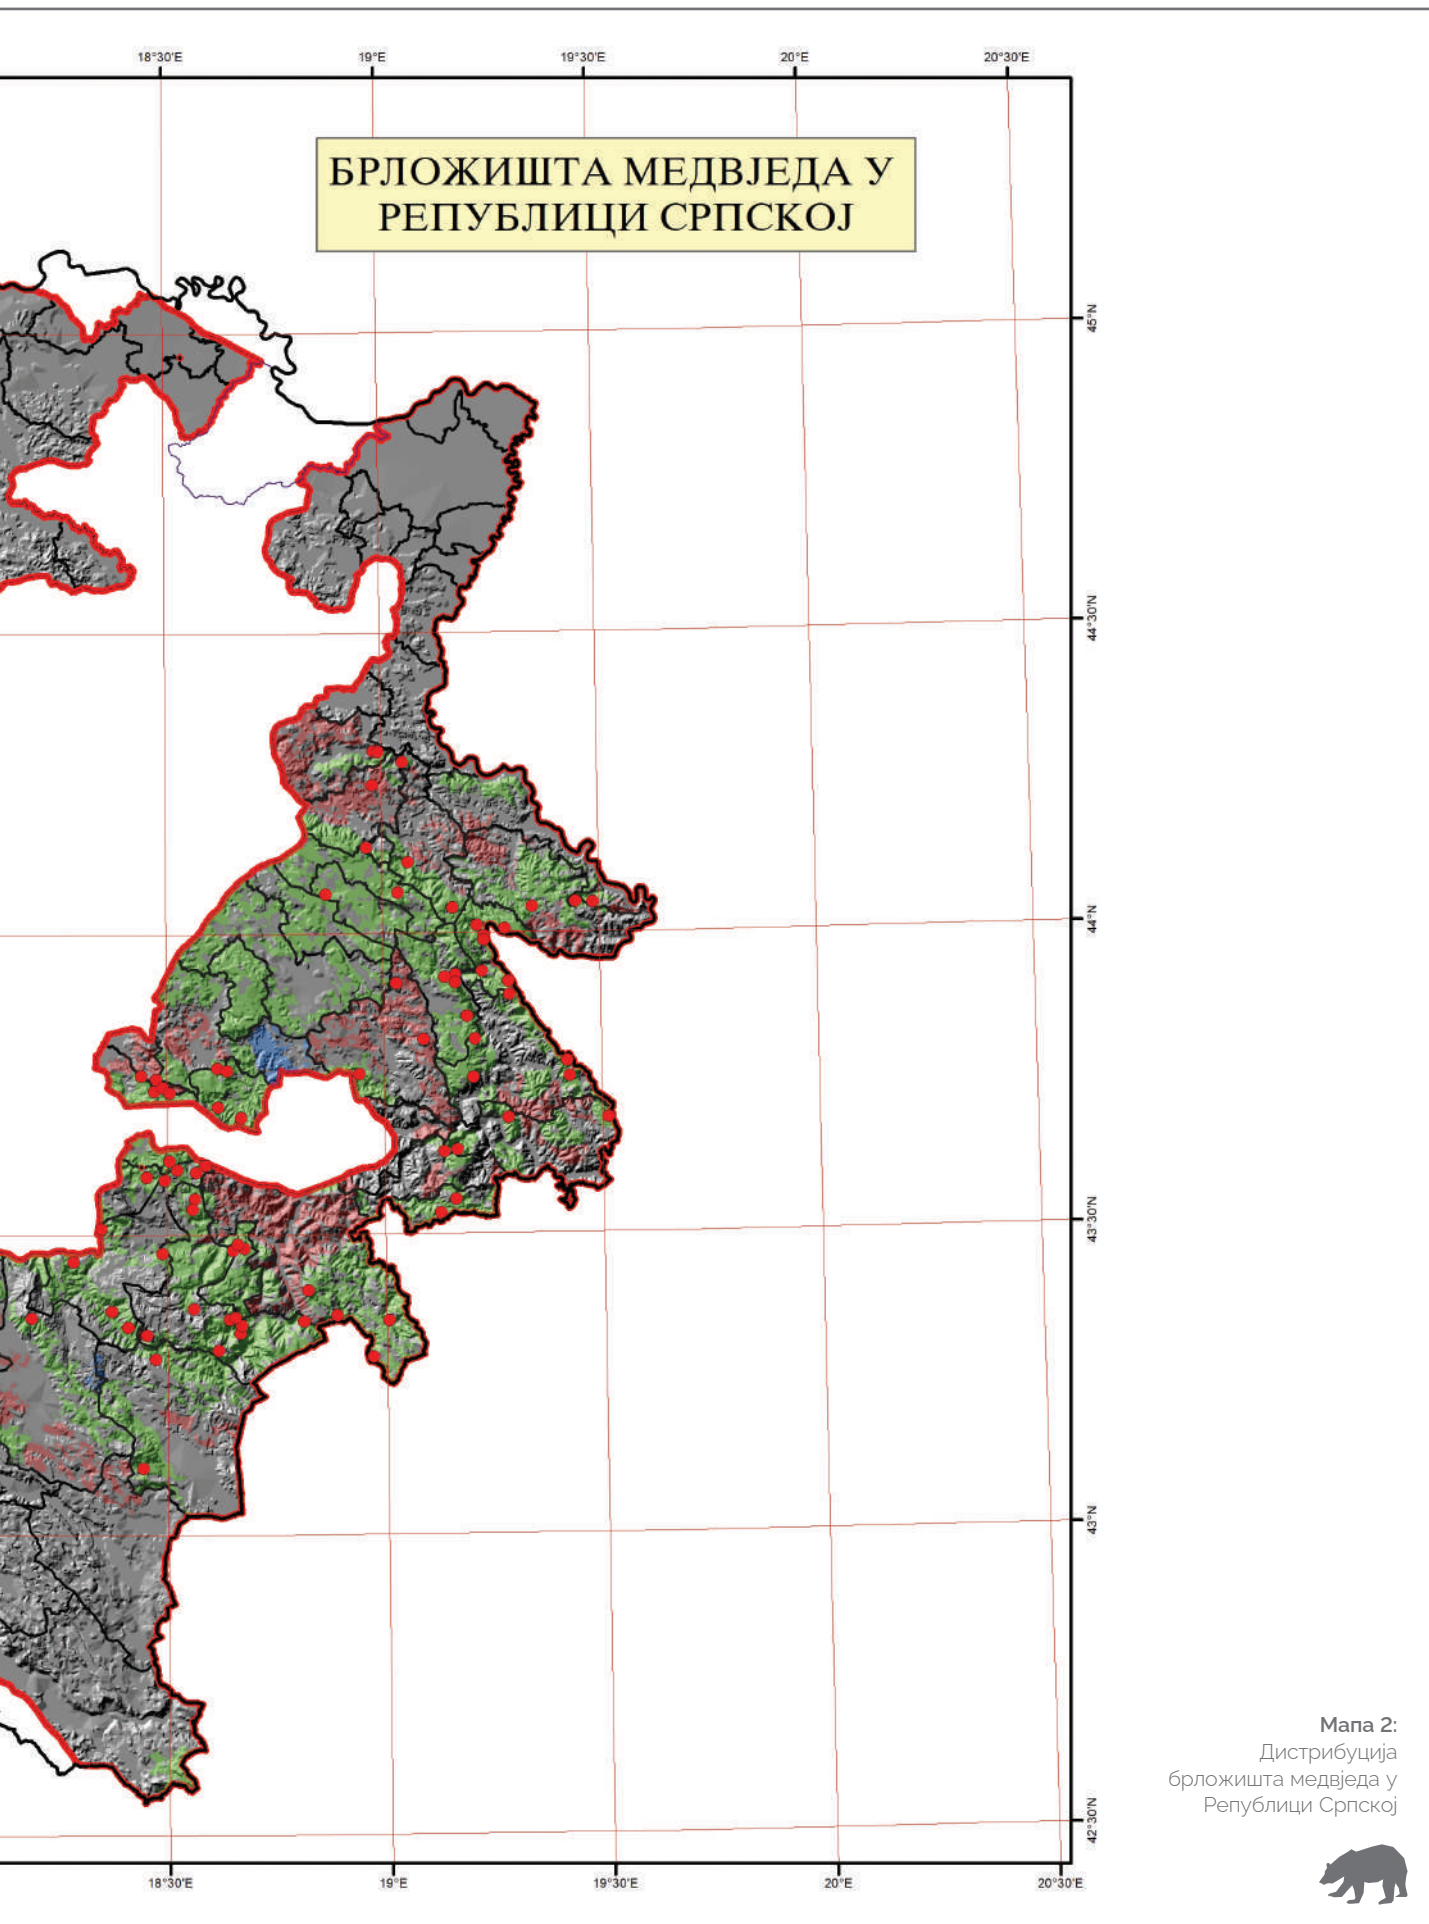 18°30'E
19°E
19°30'E
20°E
20°30'E
БРЛОЖИШТА МЕДВЈЕДА У
РЕПУБЛИЦИ СРПСКОЈ
45°N
44°30'N
44°N
43°30'N
43°N
42°30'N
18°30'E
19°E
19°30'E
20°E
20°30'E
Мапа 2:
Дистрибуција
брложишта медвједа у
Републици Српској